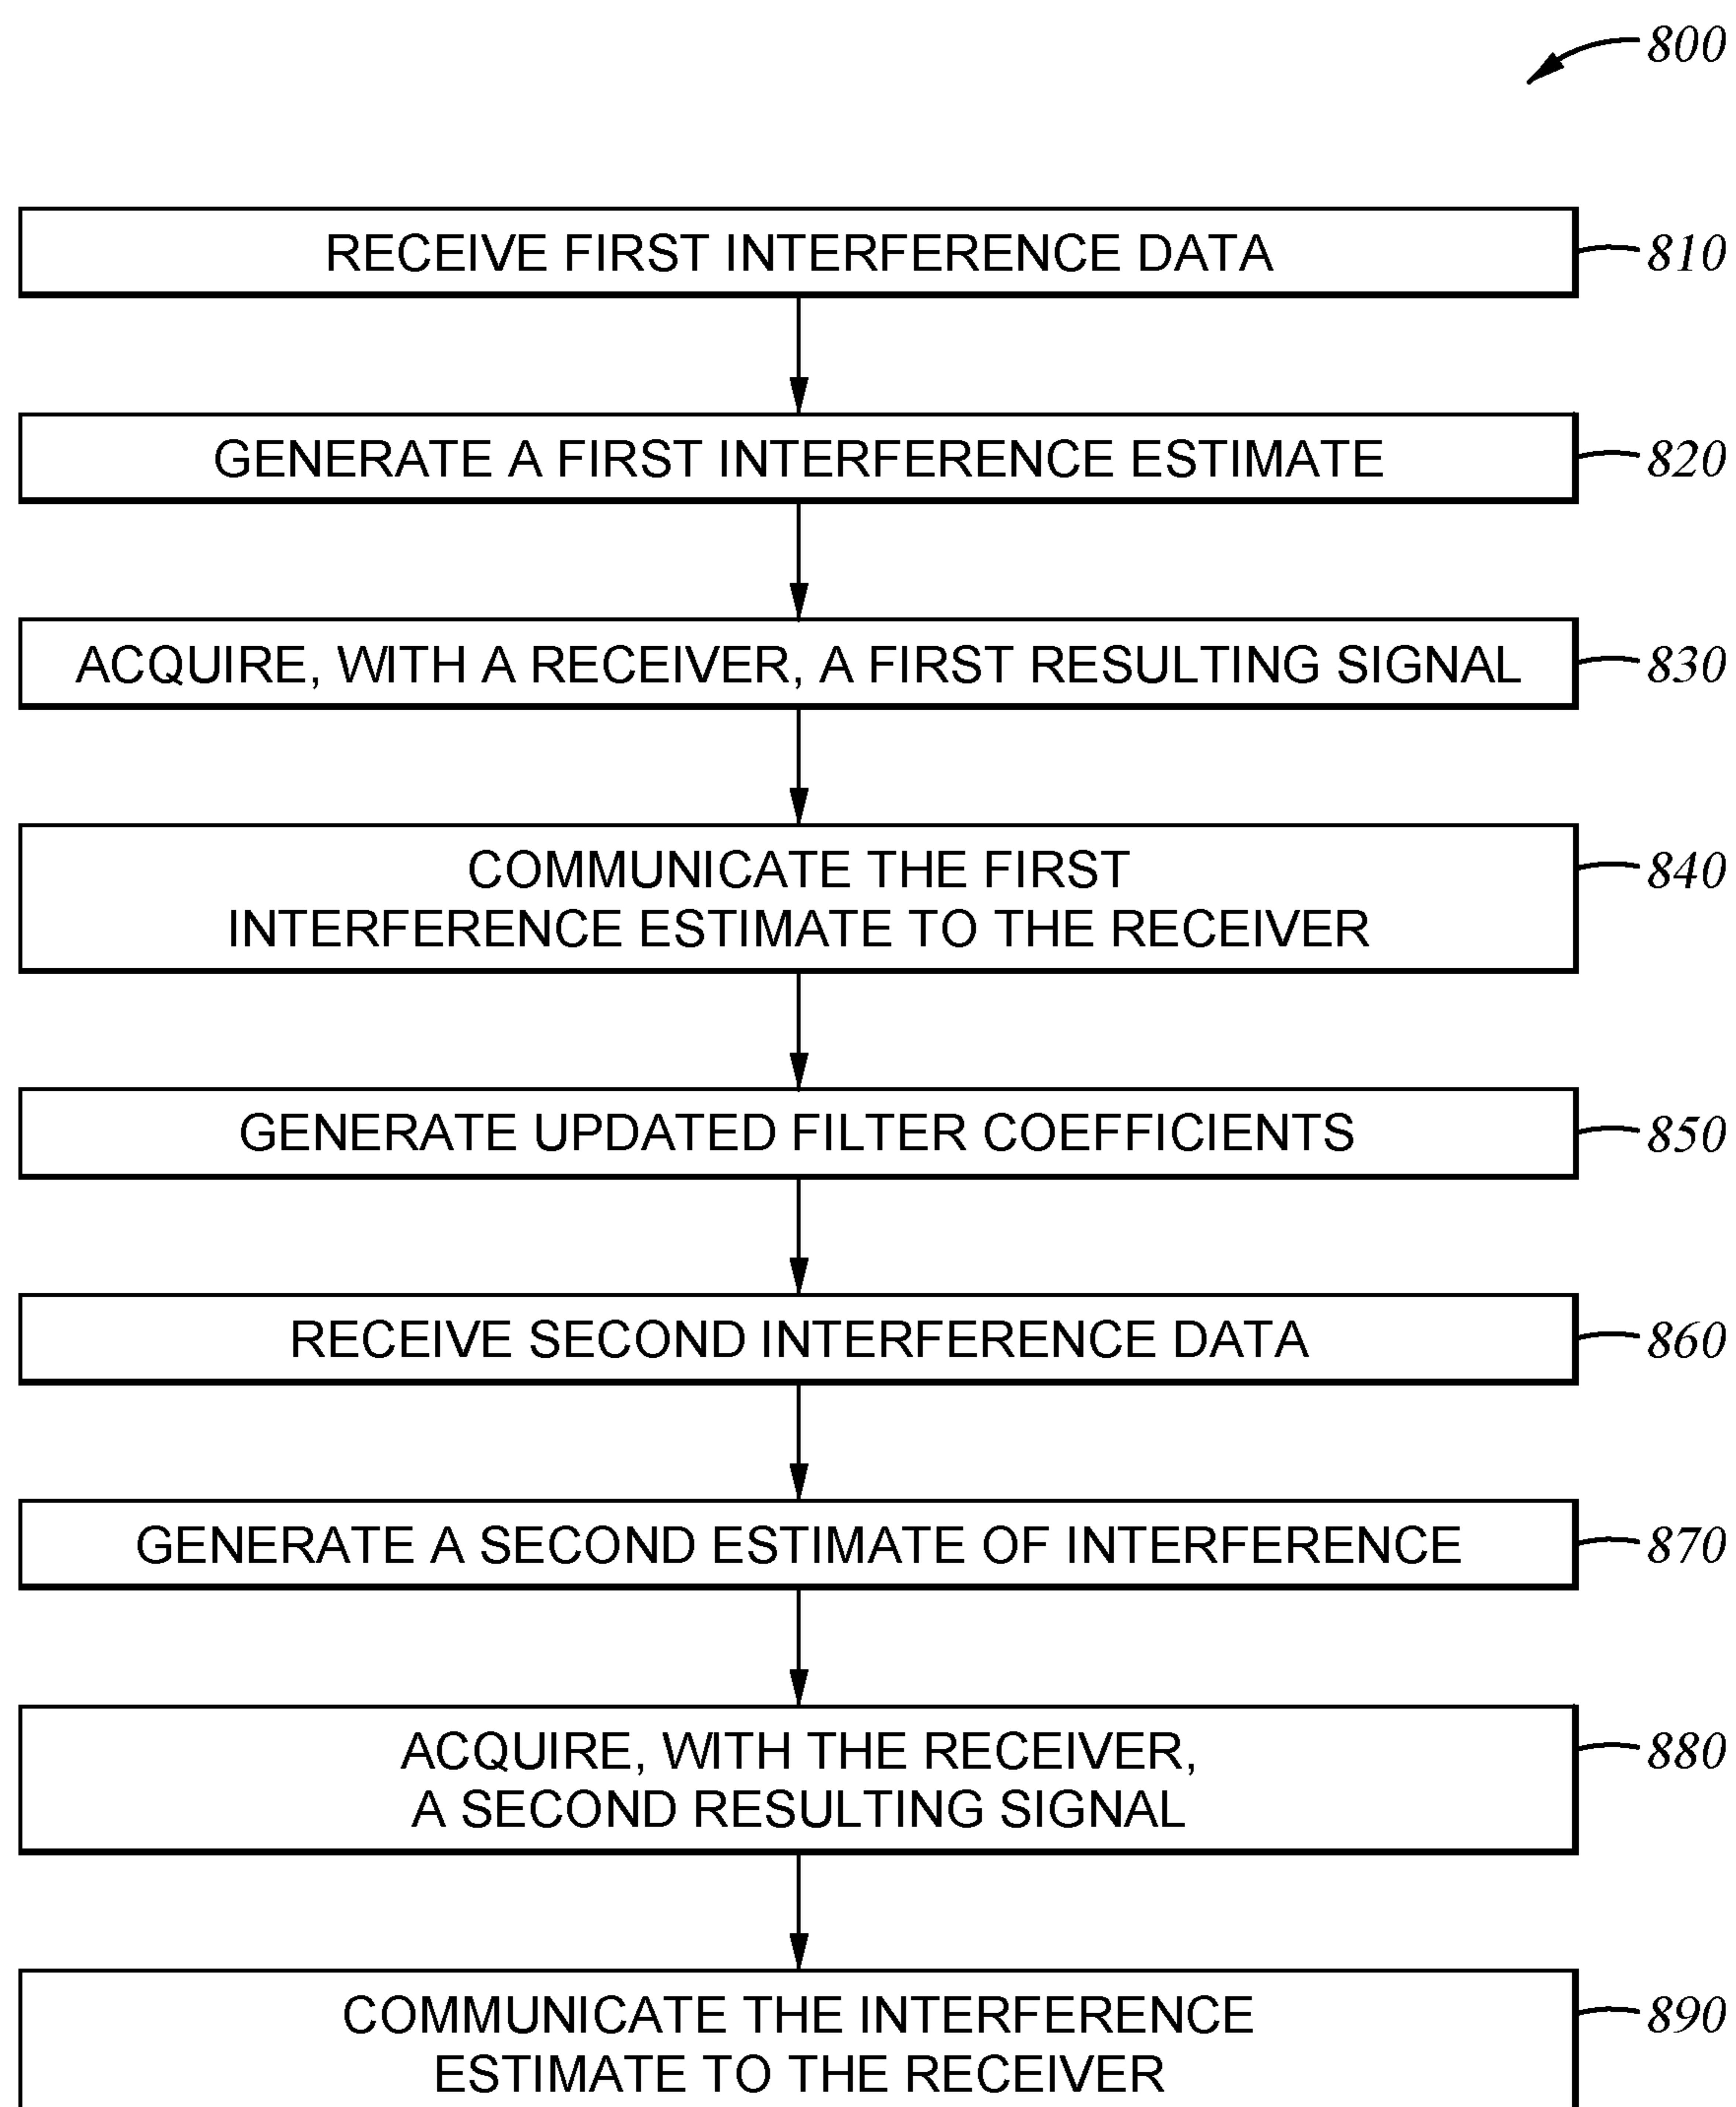 800
RECEIVE FIRST INTERFERENCE DATA
810
GENERATE A FIRST INTERFERENCE ESTIMATE
820
ACQUIRE, WITH A RECEIVER, A FIRST RESULTING SIGNAL
830
COMMUNICATE THE FIRST
INTERFERENCE ESTIMATE TO THE RECEIVER
840
GENERATE UPDATED FILTER COEFFICIENTS
850
RECEIVE SECOND INTERFERENCE DATA
860
GENERATE A SECOND ESTIMATE OF INTERFERENCE
870
ACQUIRE, WITH THE RECEIVER,
A SECOND RESULTING SIGNAL
880
COMMUNICATE THE INTERFERENCE
ESTIMATE TO THE RECEIVER
890